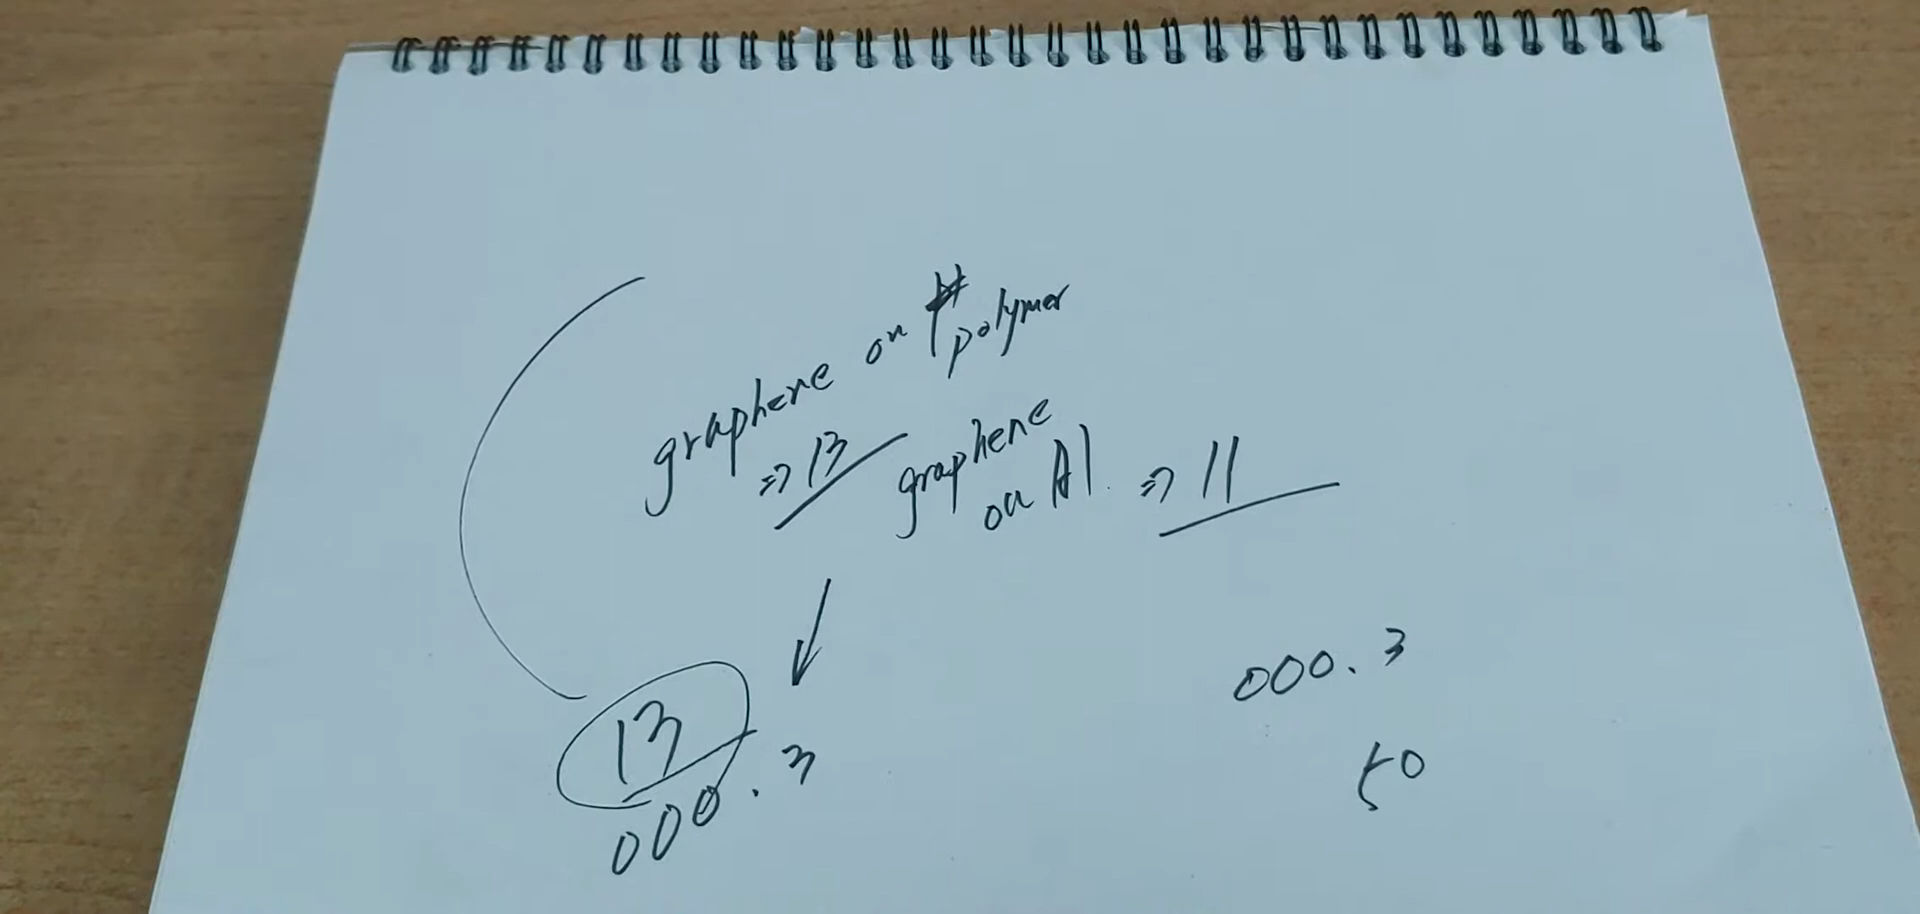 graphene on polymer
=> 13
graphene
on Al. => 11
13
000.3
000.3
50